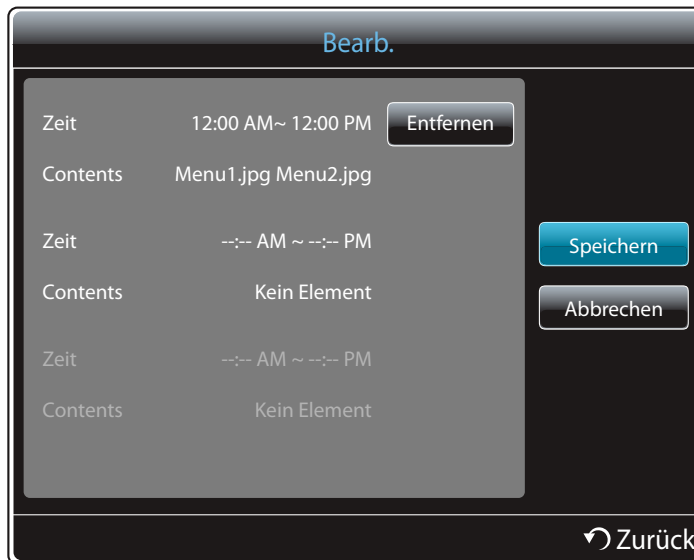 Bearb.
Zeit 12:00 AM~ 12:00 PM Entfernen
Contents Menu1.jpg Menu2.jpg
Zeit --:-- AM ~ --:-- PM
Speichern
Contents Kein Element
Abbrechen
Zeit --:-- AM ~ --:-- PM
Contents Kein Element
Zurück